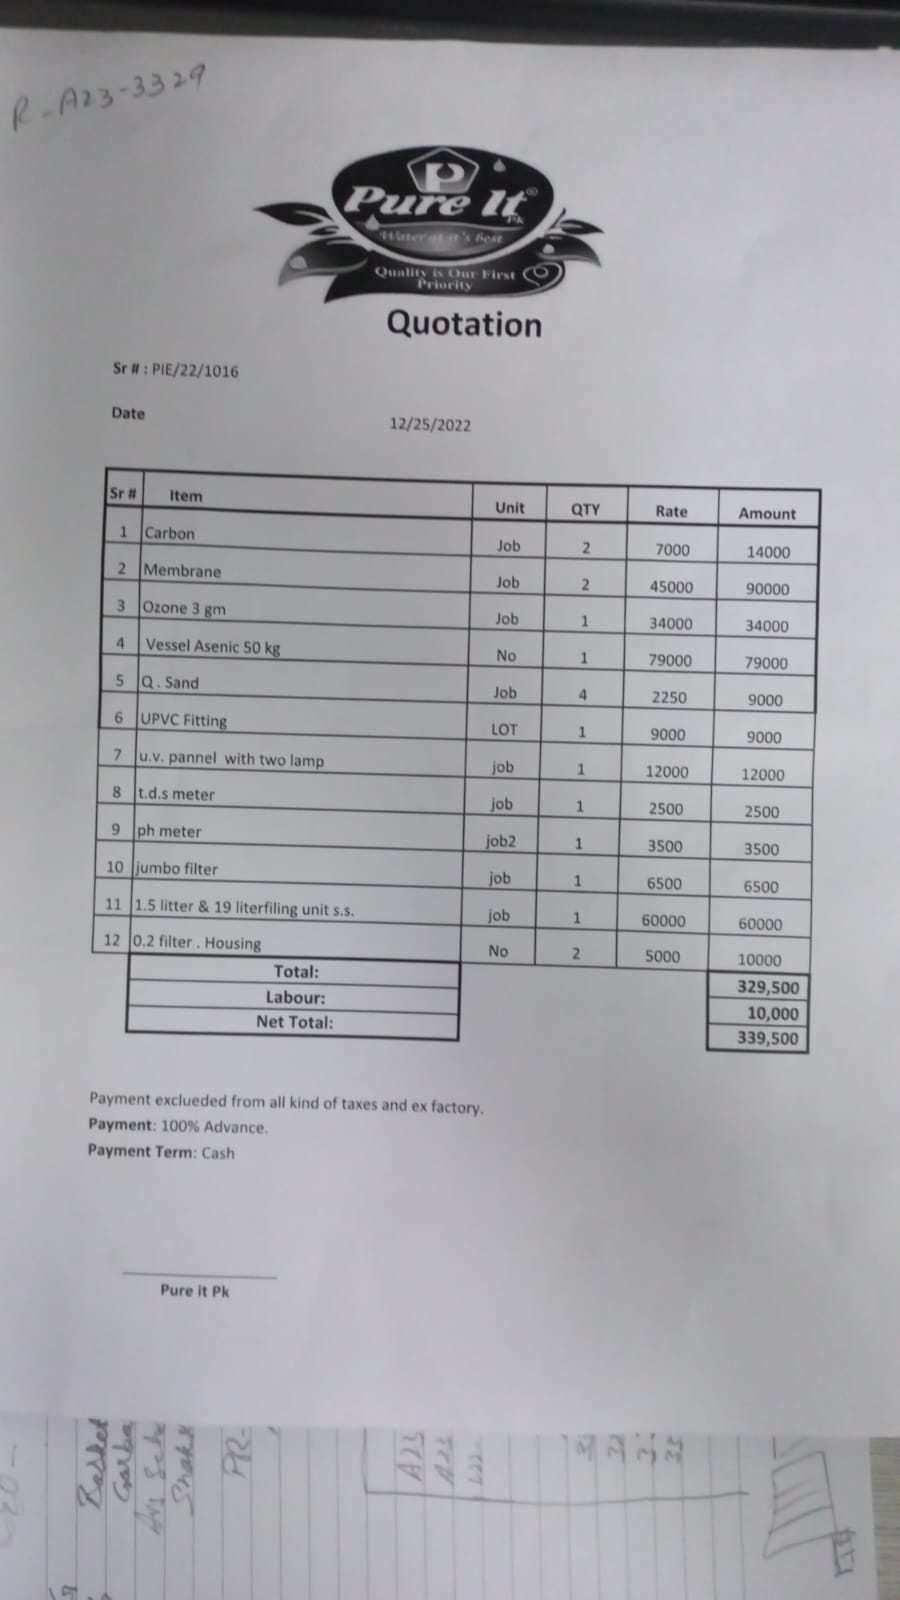 R-A23-3329
P
Pure It®
Pk
Water at it's best
Quality is Our First
Priority
Quotation
Sr # : PIE/22/1016
Date 12/25/2022
Sr # Item Unit QTY Rate Amount
1 Carbon Job 2 7000 14000
2 Membrane Job 2 45000 90000
3 Ozone 3 gm Job 1 34000 34000
4 Vessel Asenic 50 kg No 1 79000 79000
5 Q . Sand Job 4 2250 9000
6 UPVC Fitting LOT 1 9000 9000
7 u.v. pannel with two lamp job 1 12000 12000
8 t.d.s meter job 1 2500 2500
9 ph meter job2 1 3500 3500
10 jumbo filter job 1 6500 6500
11 1.5 litter & 19 literfiling unit s.s. job 1 60000 60000
12 0.2 filter . Housing No 2 5000 10000
Total: 329,500
Labour: 10,000
Net Total: 339,500
Payment exclueded from all kind of taxes and ex factory.
Payment: 100% Advance.
Payment Term: Cash
Pure it Pk
Basket
Garba
PR-
A23
A23